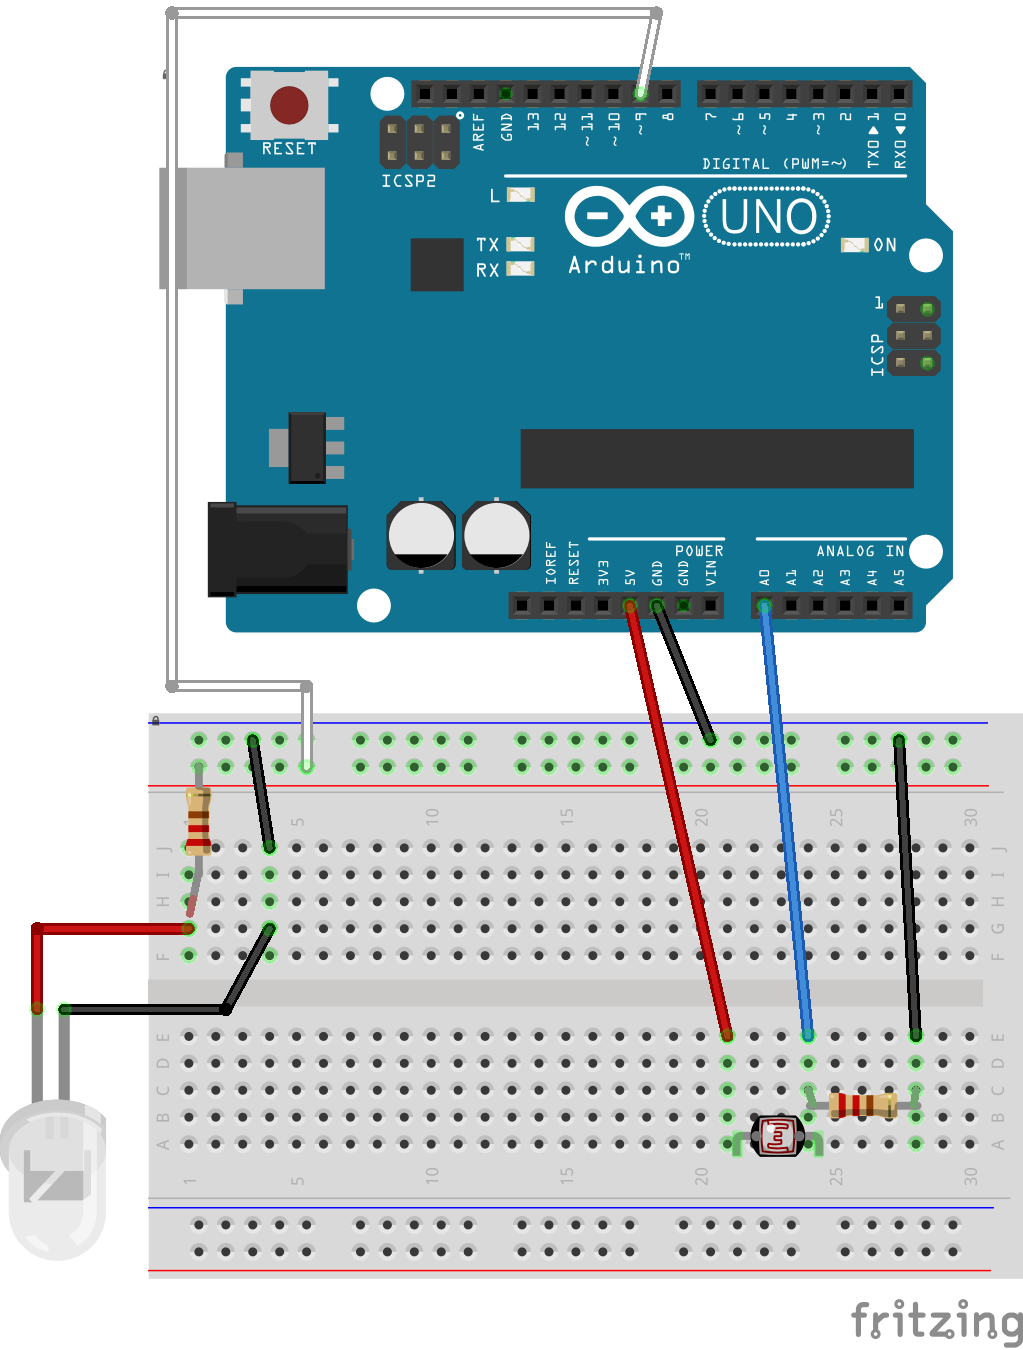 RESET
ICSP2
AREF
GND
13
12
~11
~10
~9
8
7
~6
~5
4
~3
2
TX0▶1
RX0◀0
DIGITAL (PWM=~)
L
TX
RX
UNO
ON
Arduino™
1
ICSP
IOREF
RESET
3V3
5V
GND
GND
VIN
POWER
A0
A1
A2
A3
A4
A5
ANALOG IN
1 5 10 15 20 25 30
J J
I I
H H
G G
F F
E E
D D
C C
B B
A A
1 5 10 15 20 25 30
fritzing